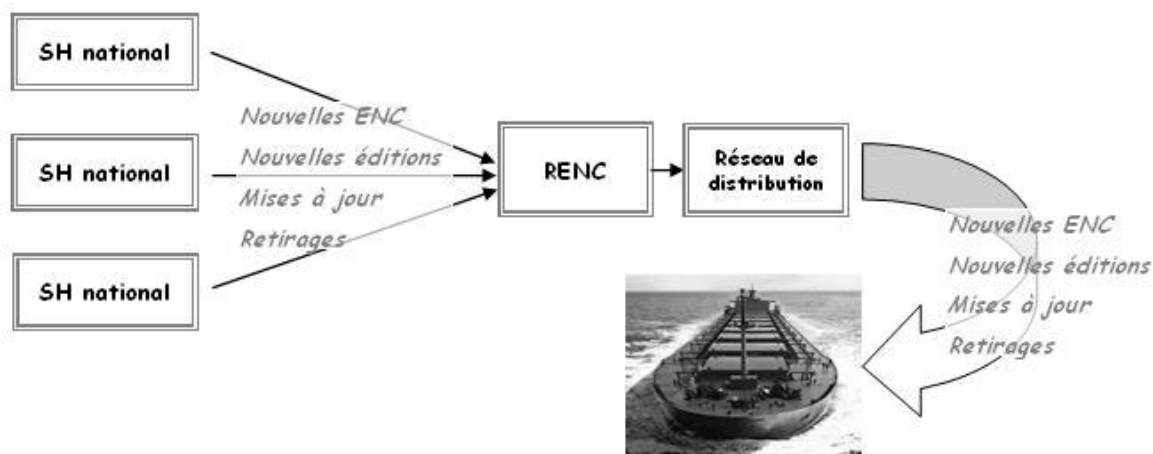 SH national
SH national
SH national
Nouvelles ENC
Nouvelles éditions
Mises à jour
Retirages
RENC
Réseau de
distribution
Nouvelles ENC
Nouvelles éditions
Mises à jour
Retirages